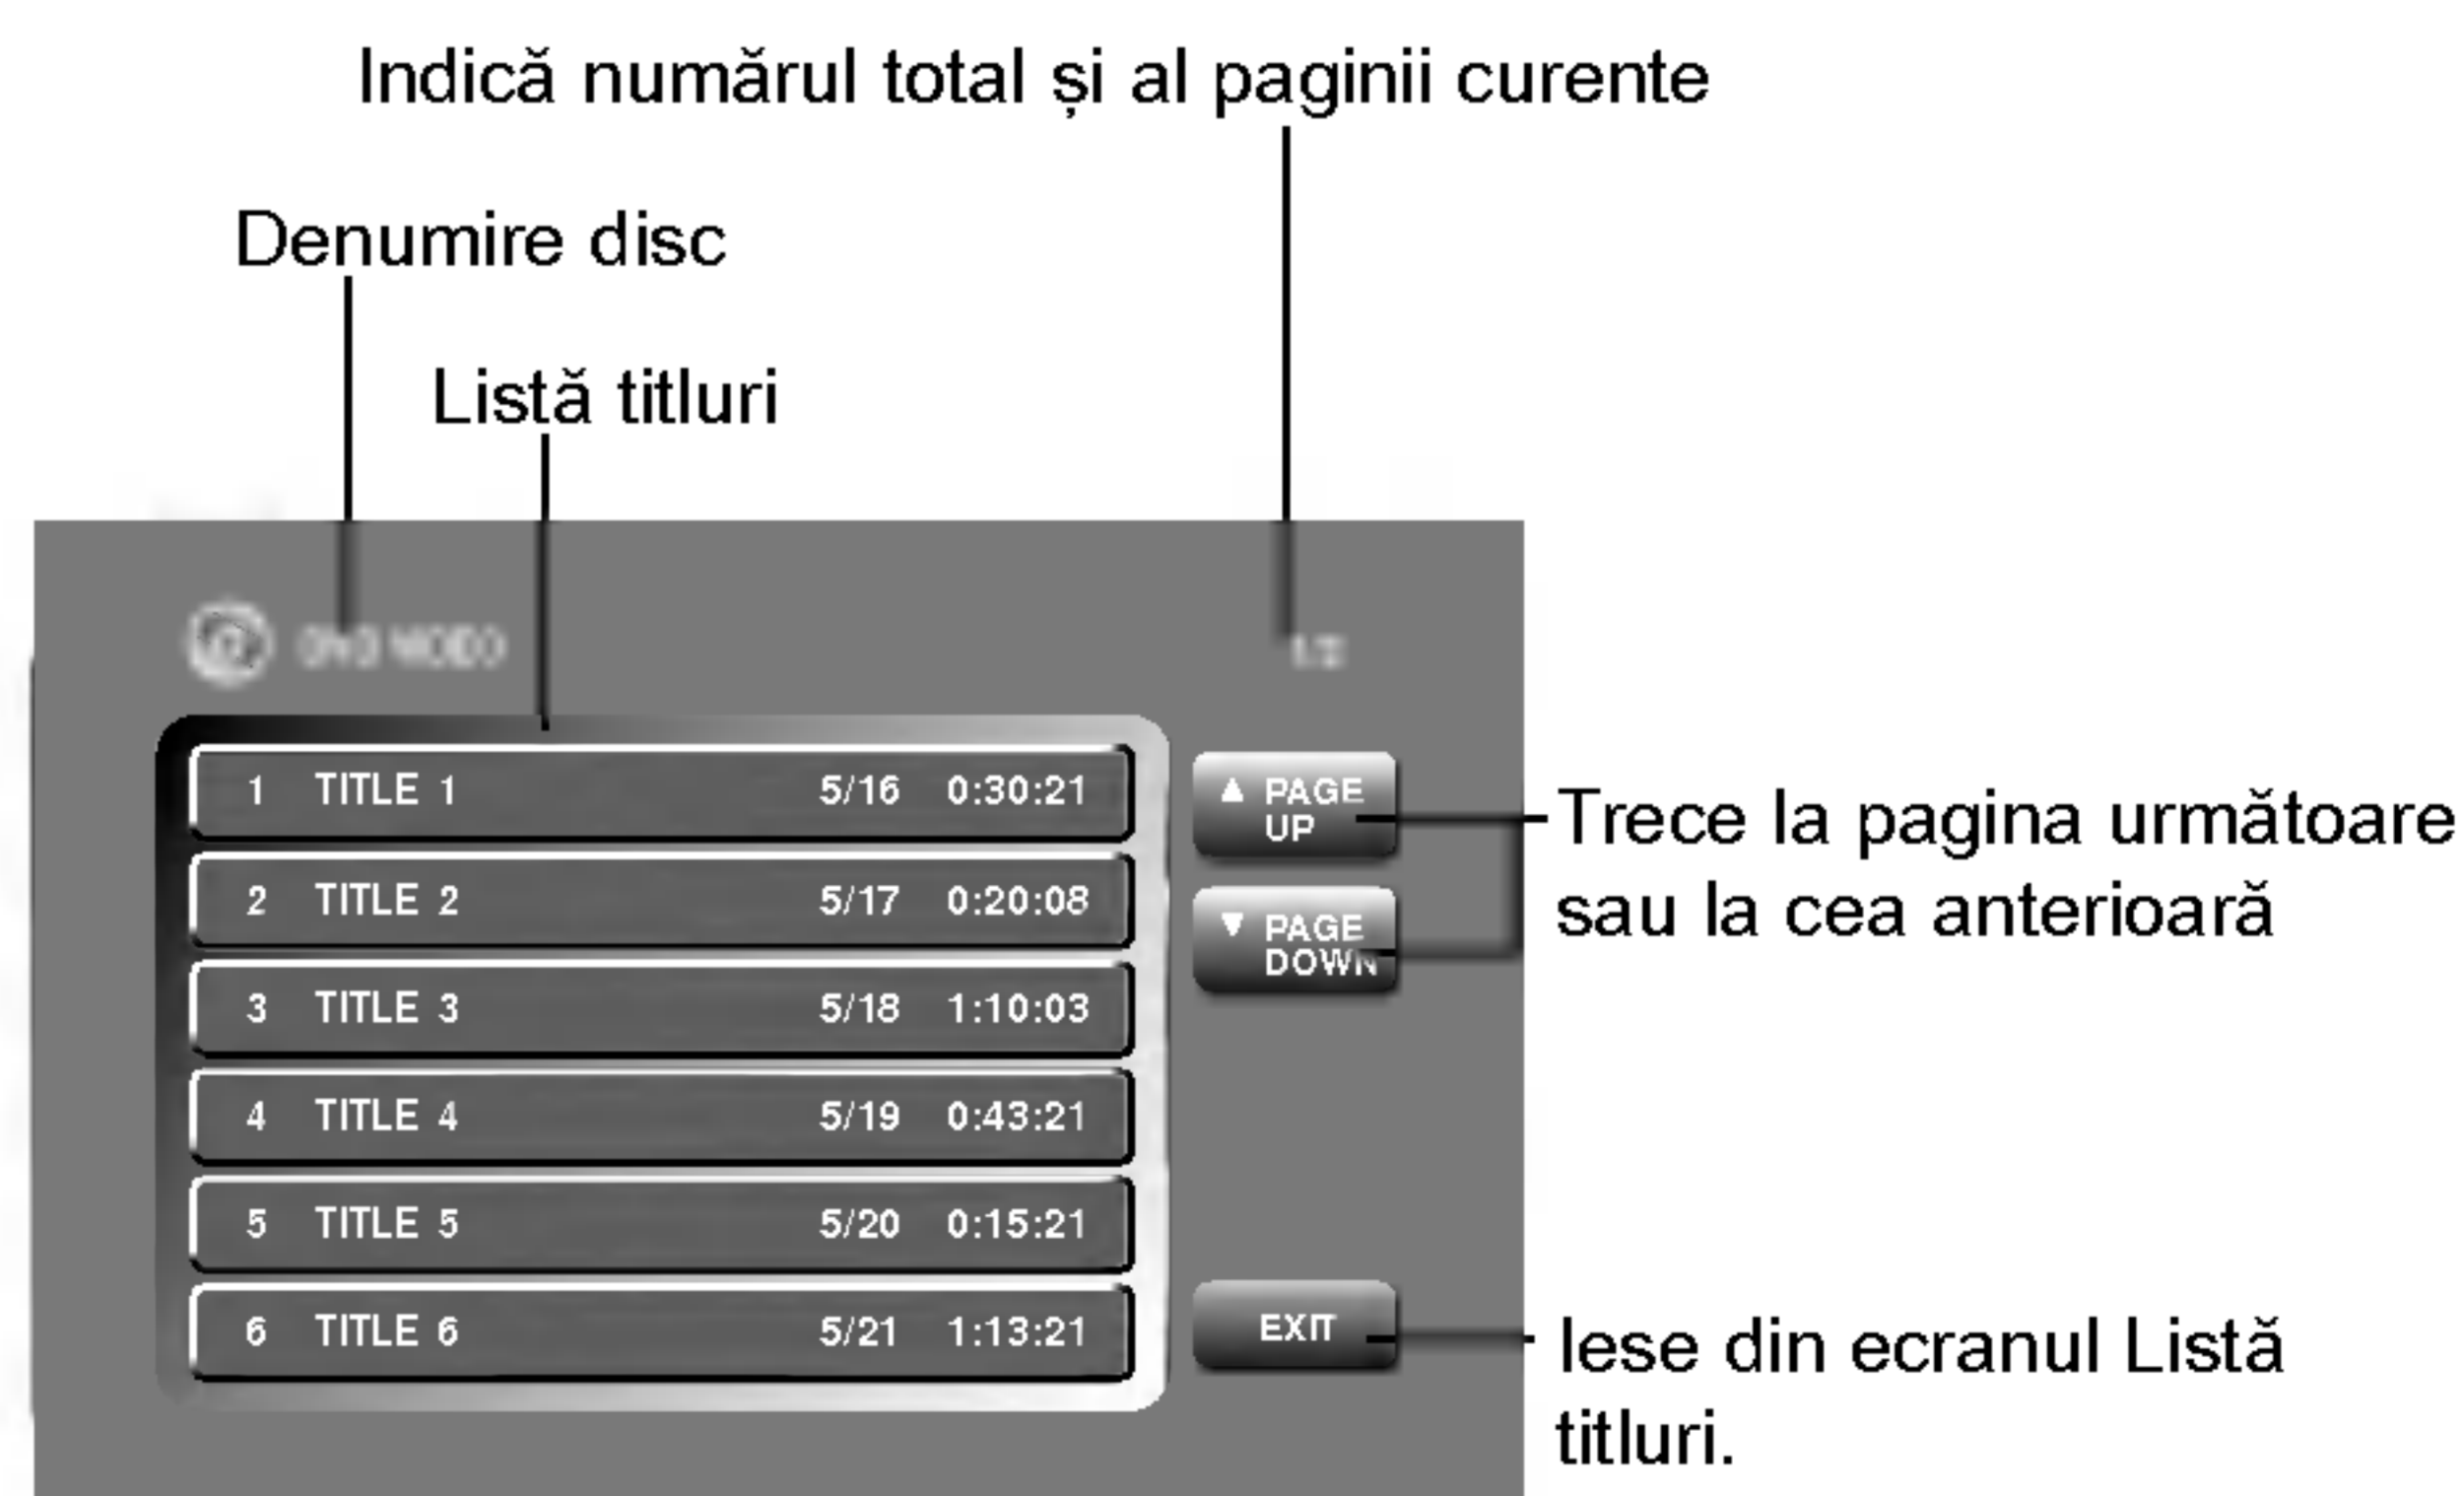 Indică numărul total și al paginii curente
Denumire disc
Listă titluri
1 TITLE 1 5/16 0:30:21
2 TITLE 2 5/17 0:20:08
3 TITLE 3 5/18 1:10:03
4 TITLE 4 5/19 0:43:21
5 TITLE 5 5/20 0:15:21
6 TITLE 6 5/21 1:13:21
▲ PAGE
UP
▼ PAGE
DOWN
EXIT
Trece la pagina următoare
sau la cea anterioară
Iese din ecranul Listă
titluri.